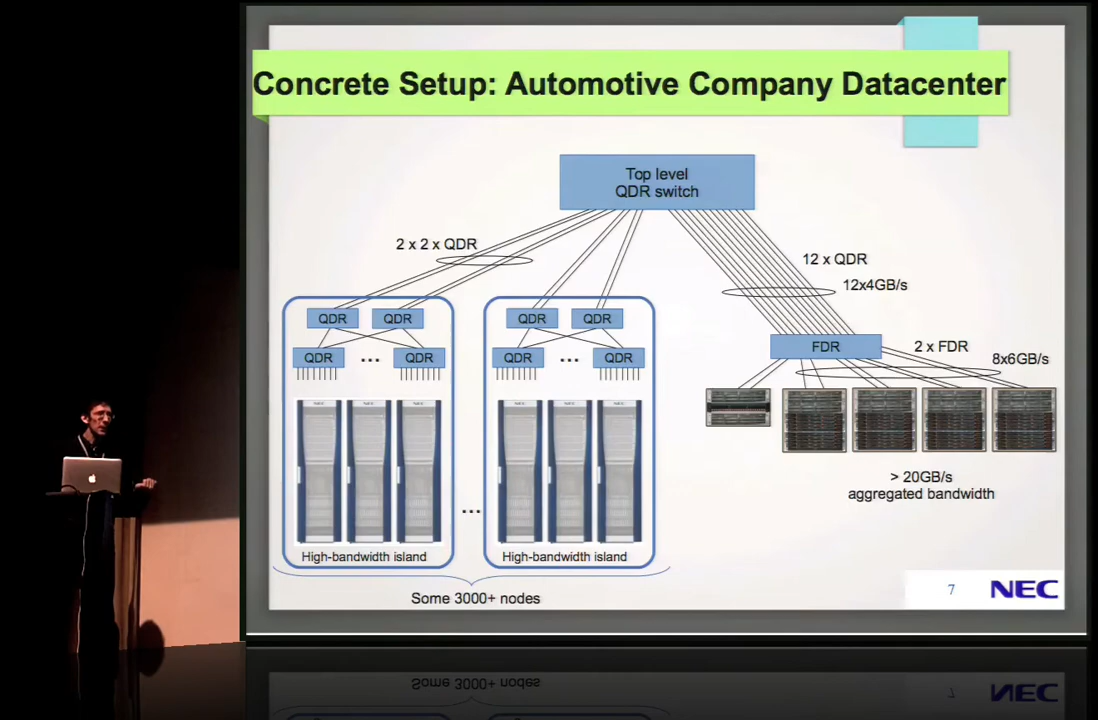 Concrete Setup: Automotive Company Datacenter
Top level
QDR switch
2 x 2 x QDR
12 x QDR
12x4GB/s
QDR QDR
QDR ... QDR
QDR QDR
QDR ... QDR
FDR
2 x FDR
8x6GB/s
> 20GB/s
aggregated bandwidth
...
High-bandwidth island
High-bandwidth island
Some 3000+ nodes
7
NEC